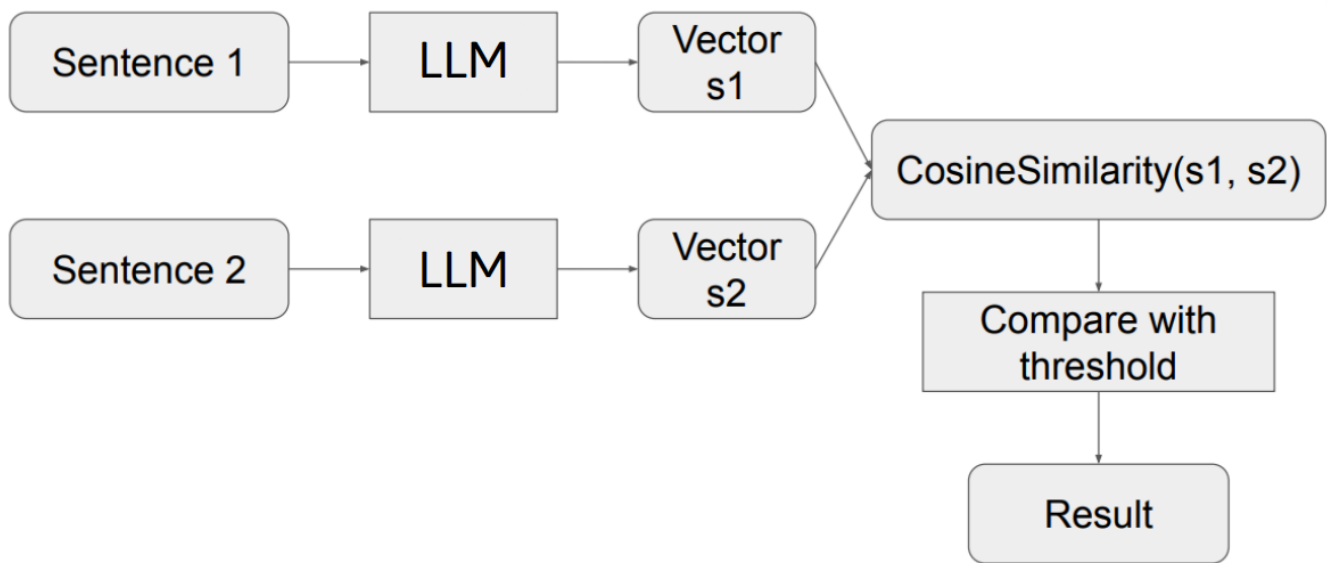 Sentence 1
LLM
Vector
s1
Sentence 2
LLM
Vector
s2
CosineSimilarity(s1, s2)
Compare with
threshold
Result